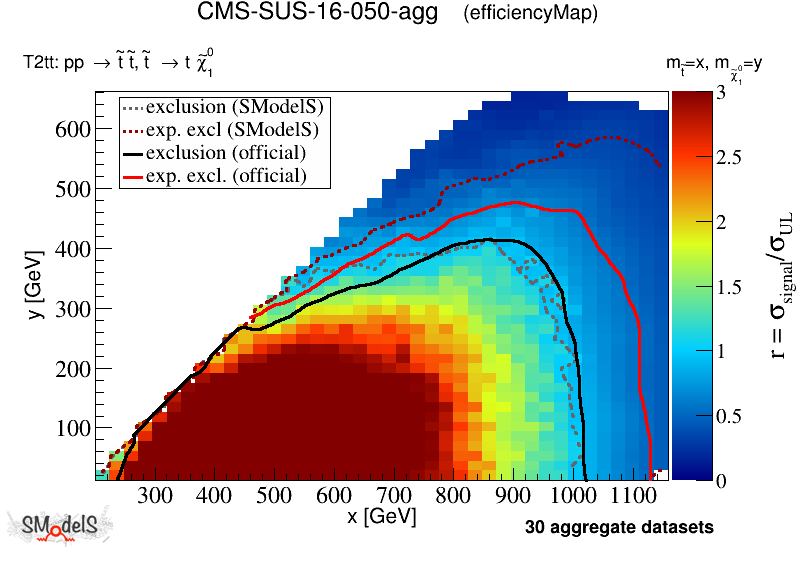 CMS-SUS-16-050-agg (efficiencyMap)
T2tt: pp → t̃ t̃, t̃ → t χ̃⁰₁
m_t̃=x, m_χ̃⁰₁=y
exclusion (SModelS)
exp. excl (SModelS)
exclusion (official)
exp. excl. (official)
600
500
400
300
200
100
y [GeV]
300 400 500 600 700 800 900 1000 1100
x [GeV]
3
2.5
2
1.5
1
0.5
0
r = σ_signal/σ_UL
SModelS
30 aggregate datasets